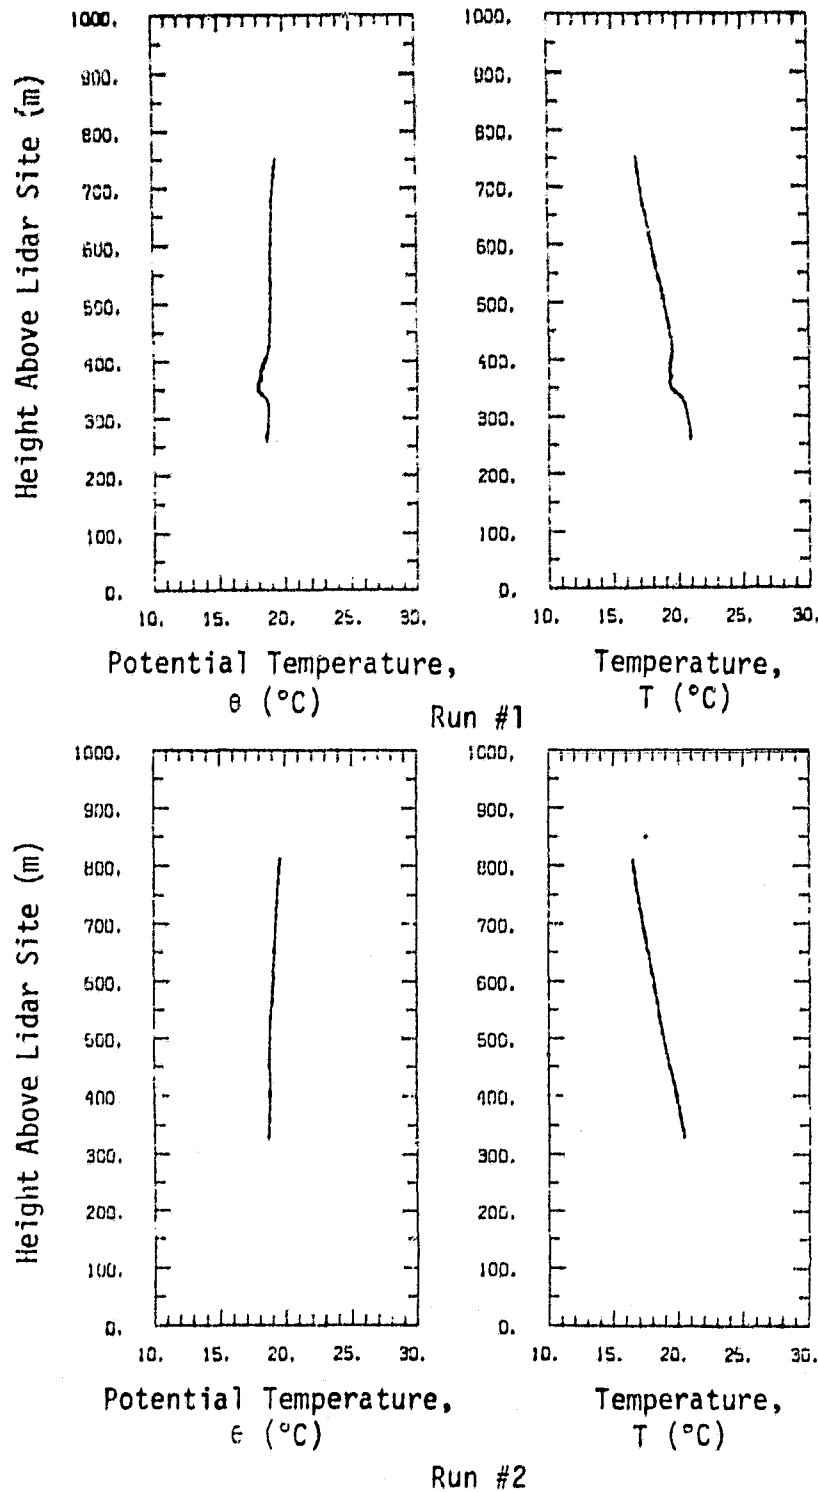 Height Above Lidar Site (m)
1000.
900.
800.
700.
600.
500.
400.
300.
200.
100.
0.
10. 15. 20. 25. 30.
Potential Temperature,
θ (°C)
1000.
900.
800.
700.
600.
500.
400.
300.
200.
100.
0.
10. 15. 20. 25. 30.
Temperature,
T (°C)
Run #1
Height Above Lidar Site (m)
1000.
900.
800.
700.
600.
500.
400
300.
200.
100.
0.
10. 15. 20. 25. 30.
Potential Temperature,
θ (°C)
1000.
900.
800.
700.
600.
500.
400.
300.
200.
100.
0.
10. 15. 20. 25. 30.
Temperature,
T (°C)
Run #2